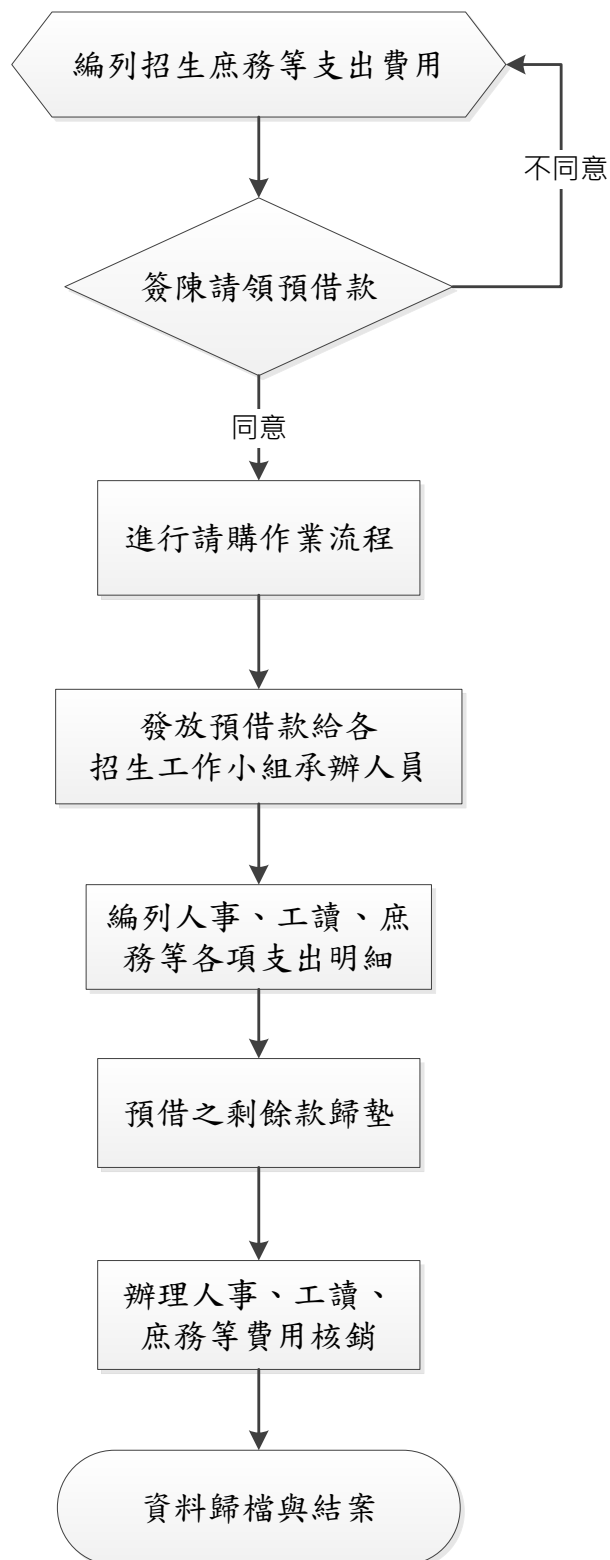 編列招生庶務等支出費用
不同意
簽陳請領預借款
同意
進行請購作業流程
發放預借款給各
招生工作小組承辦人員
編列人事、工讀、庶
務等各項支出明細
預借之剩餘款歸墊
辦理人事、工讀、
庶務等費用核銷
資料歸檔與結案